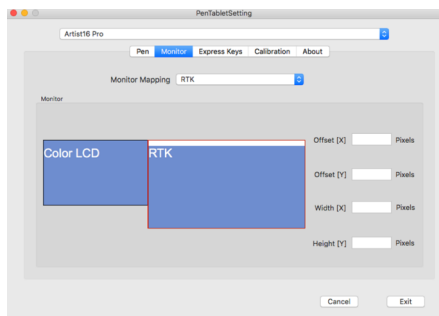 PenTabletSetting
Artist16 Pro
Pen Monitor Express Keys Calibration About
Monitor Mapping RTK
Monitor
Color LCD RTK
Offset [X] Pixels
Offset [Y] Pixels
Width [X] Pixels
Height [Y] Pixels
Cancel Exit